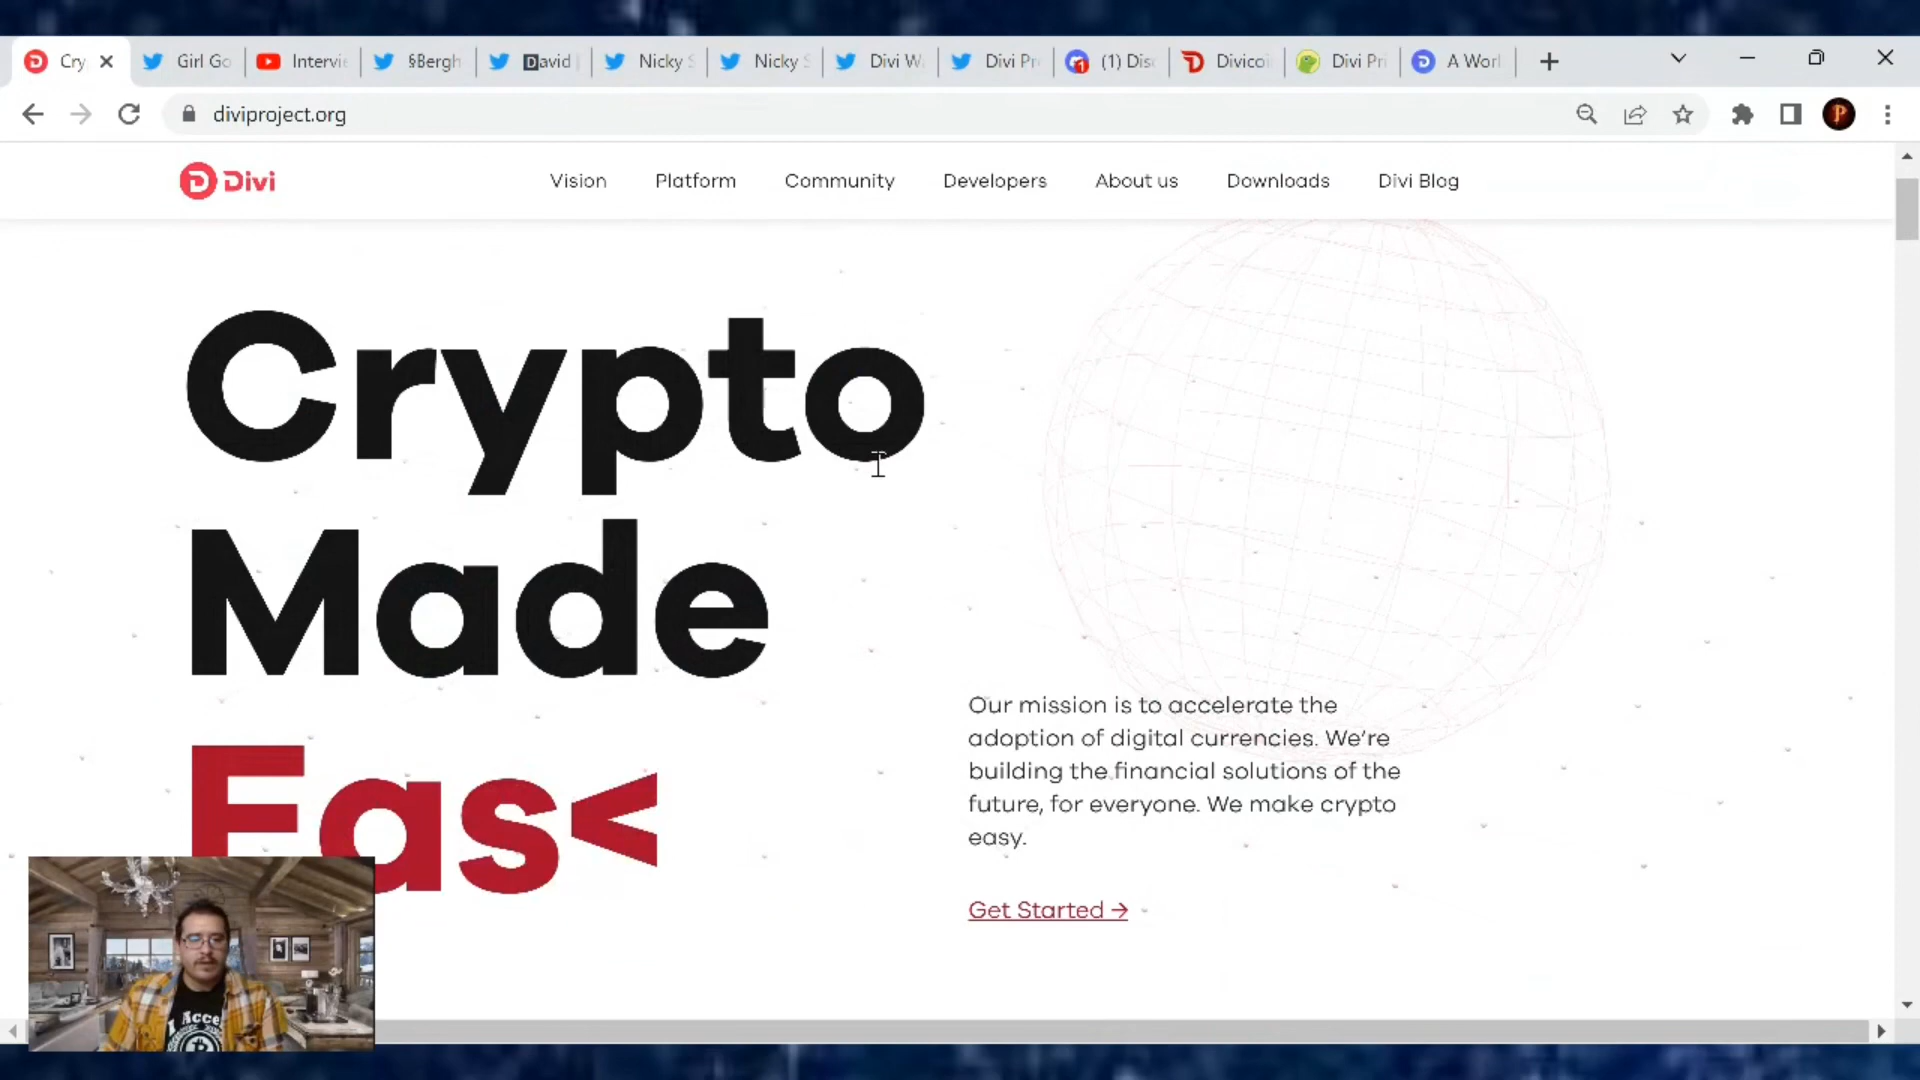 Cry
Girl Go
Intervi
§Bergh
David
Nicky S
Nicky S
Divi W
Divi Pr
(1) Disc
Divicoi
Divi Pri
A Worl
diviproject.org
P
Divi
Vision
Platform
Community
Developers
About us
Downloads
Divi Blog
Crypto
Made
Eas<
Our mission is to accelerate the
adoption of digital currencies. We're
building the financial solutions of the
future, for everyone. We make crypto
easy.
Get Started →
I Acce